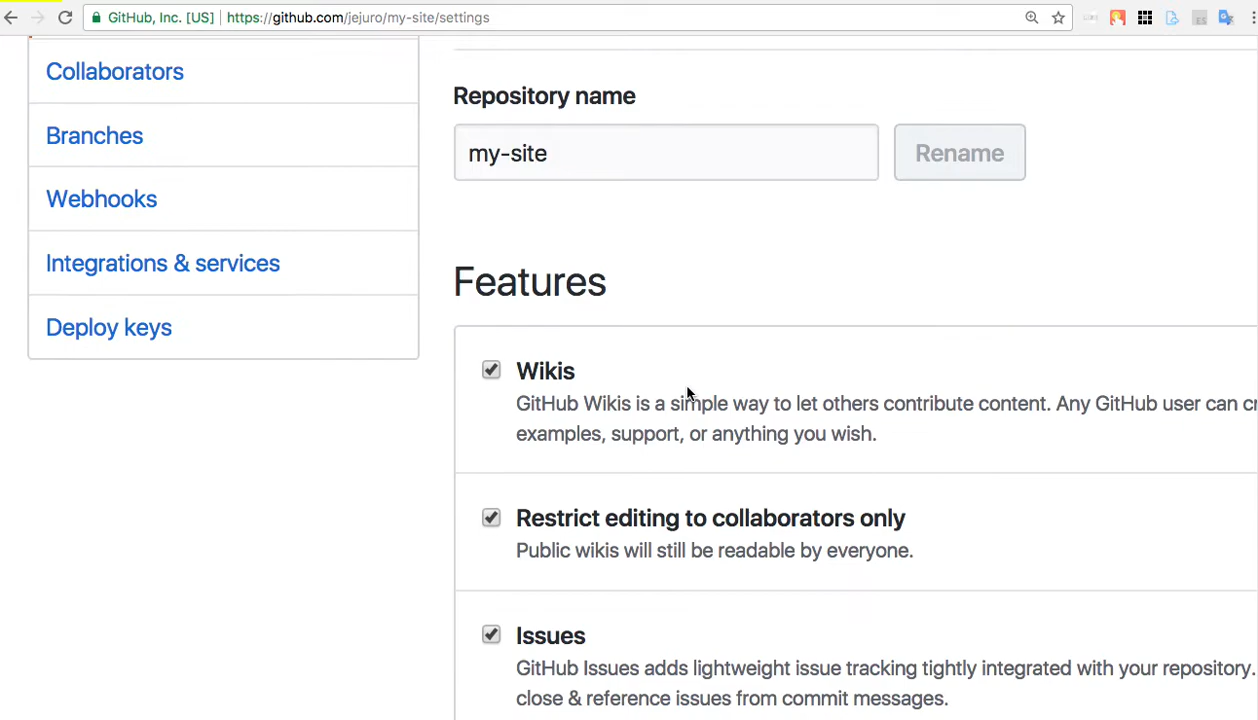 GitHub, Inc. [US] | https://github.com/jejuro/my-site/settings
Collaborators
Branches
Webhooks
Integrations & services
Deploy keys
Repository name
my-site
Rename
Features
Wikis
GitHub Wikis is a simple way to let others contribute content. Any GitHub user can
examples, support, or anything you wish.
Restrict editing to collaborators only
Public wikis will still be readable by everyone.
Issues
GitHub Issues adds lightweight issue tracking tightly integrated with your repository.
close & reference issues from commit messages.